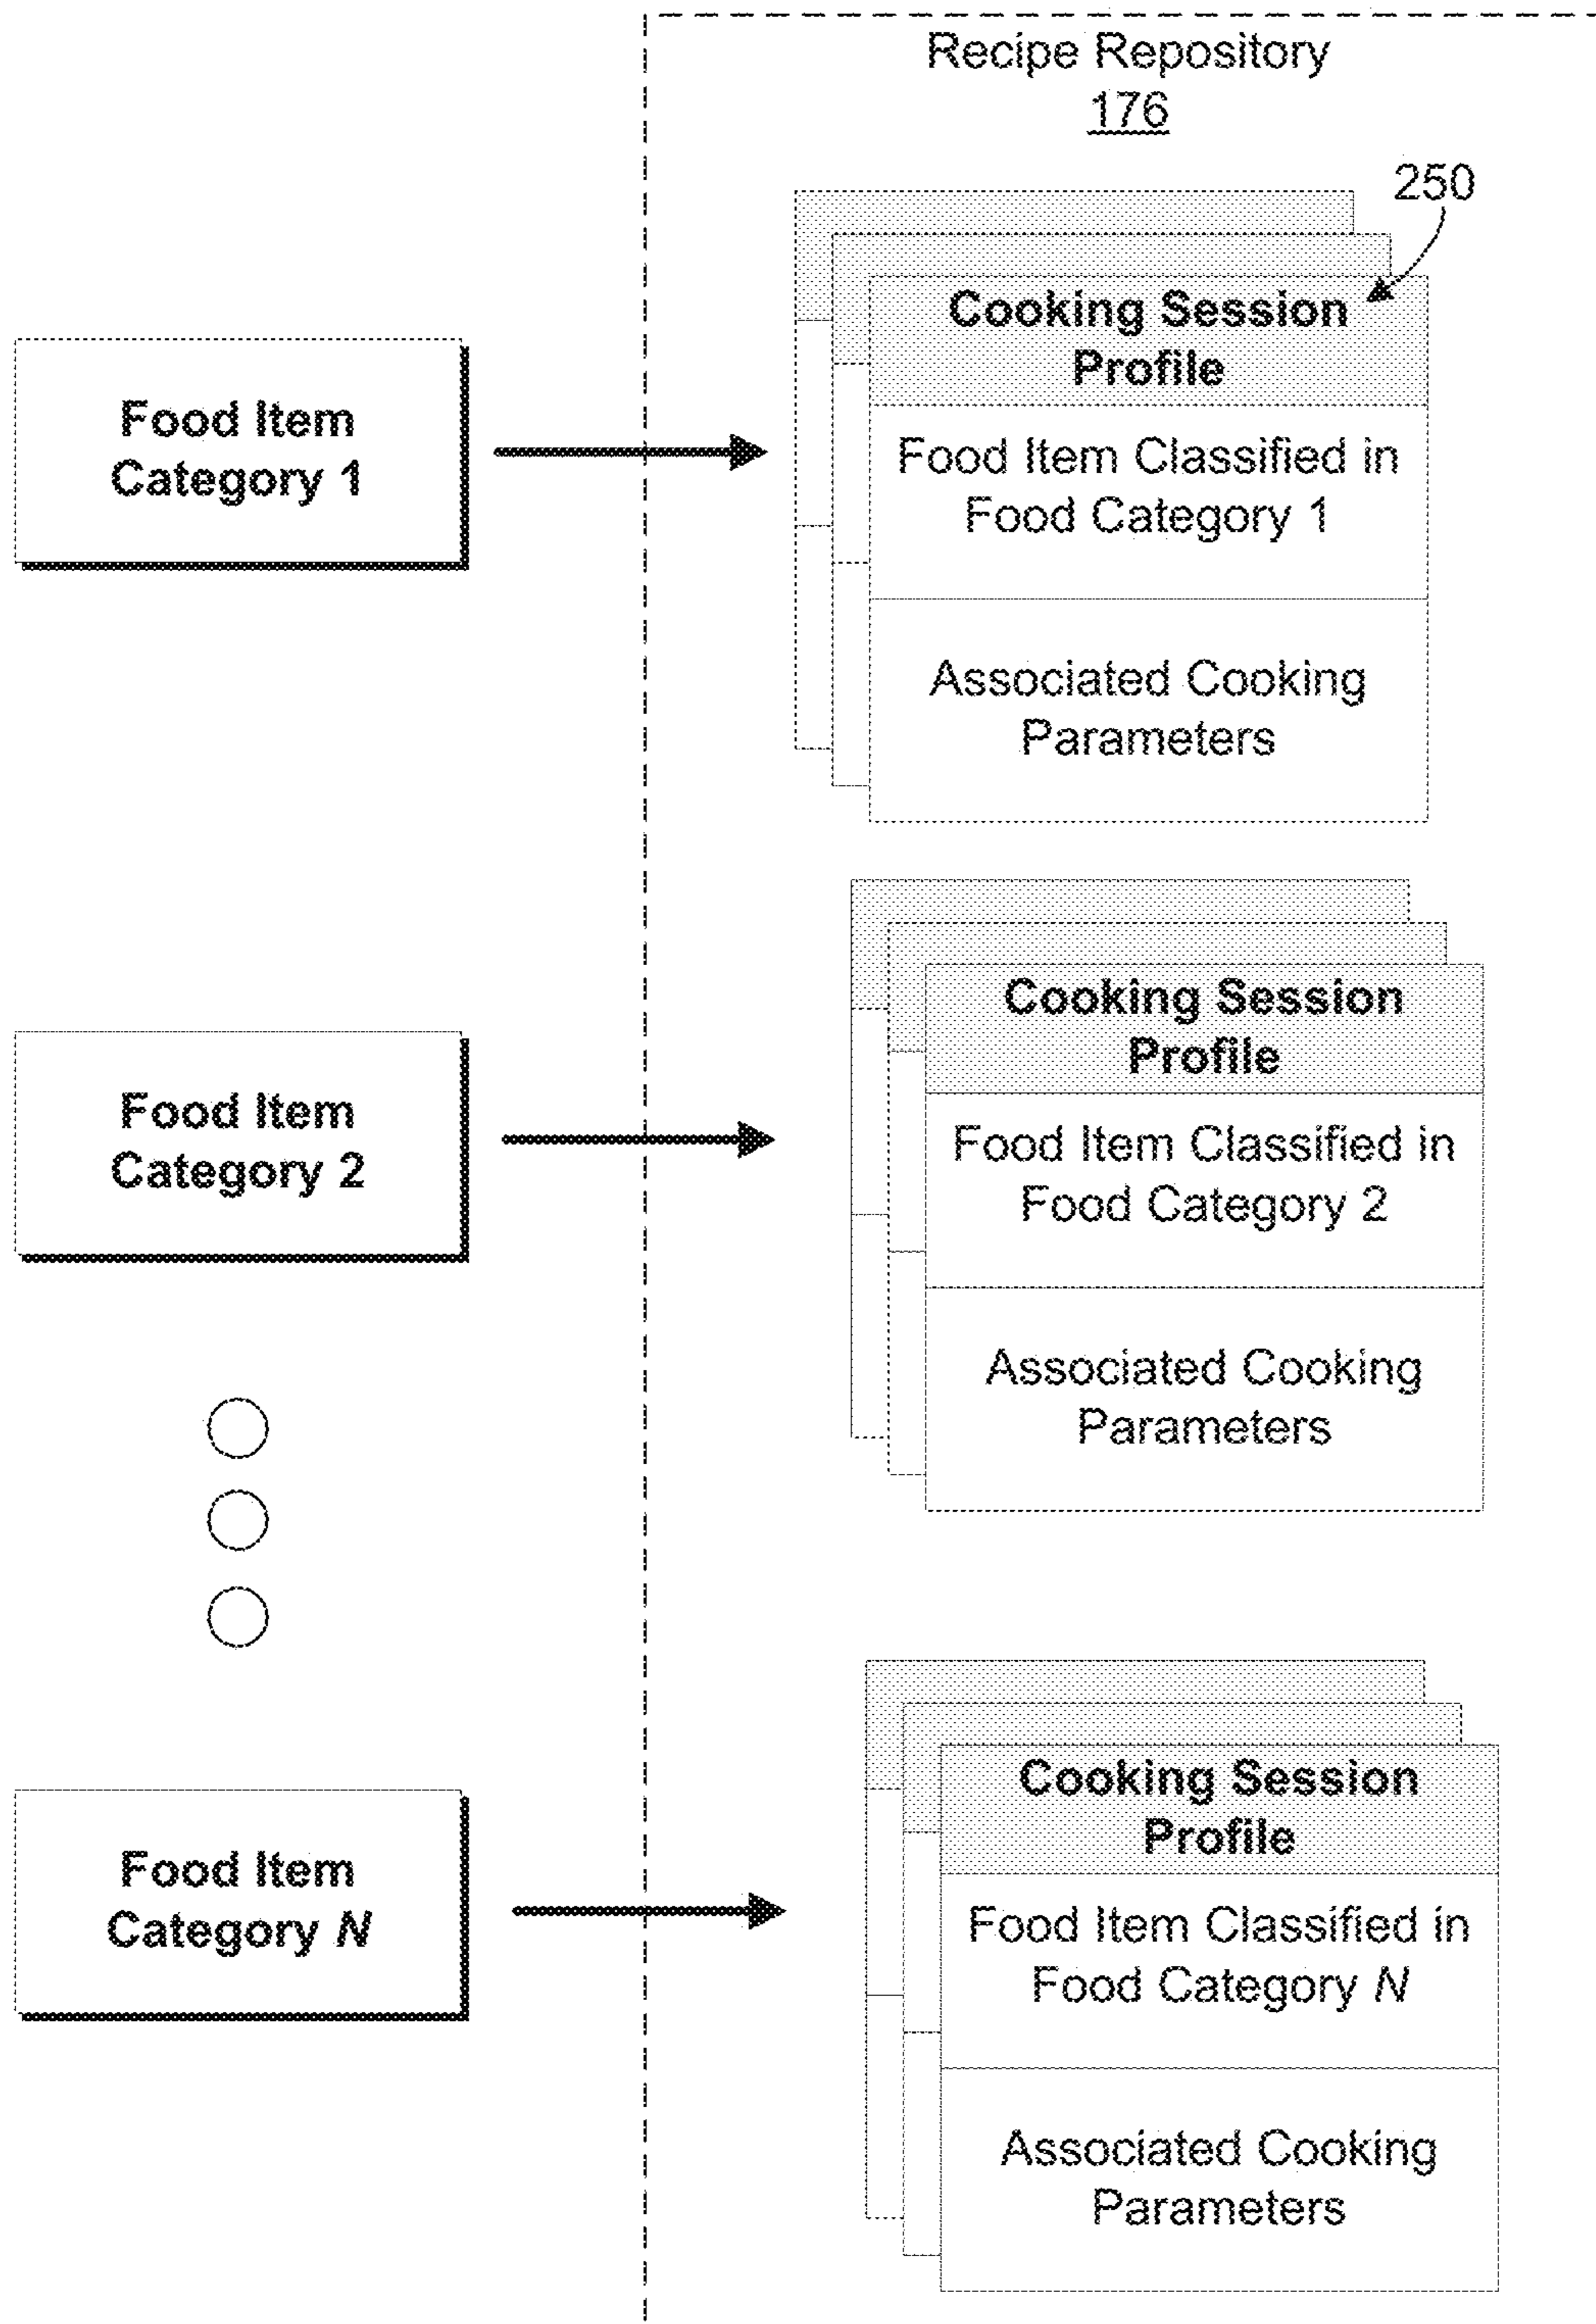 Recipe Repository
176
250
Cooking Session
Profile
Food Item
Category 1
Food Item Classified in
Food Category 1
Associated Cooking
Parameters
Cooking Session
Profile
Food Item
Category 2
Food Item Classified in
Food Category 2
Associated Cooking
Parameters
Cooking Session
Profile
Food Item
Category N
Food Item Classified in
Food Category N
Associated Cooking
Parameters